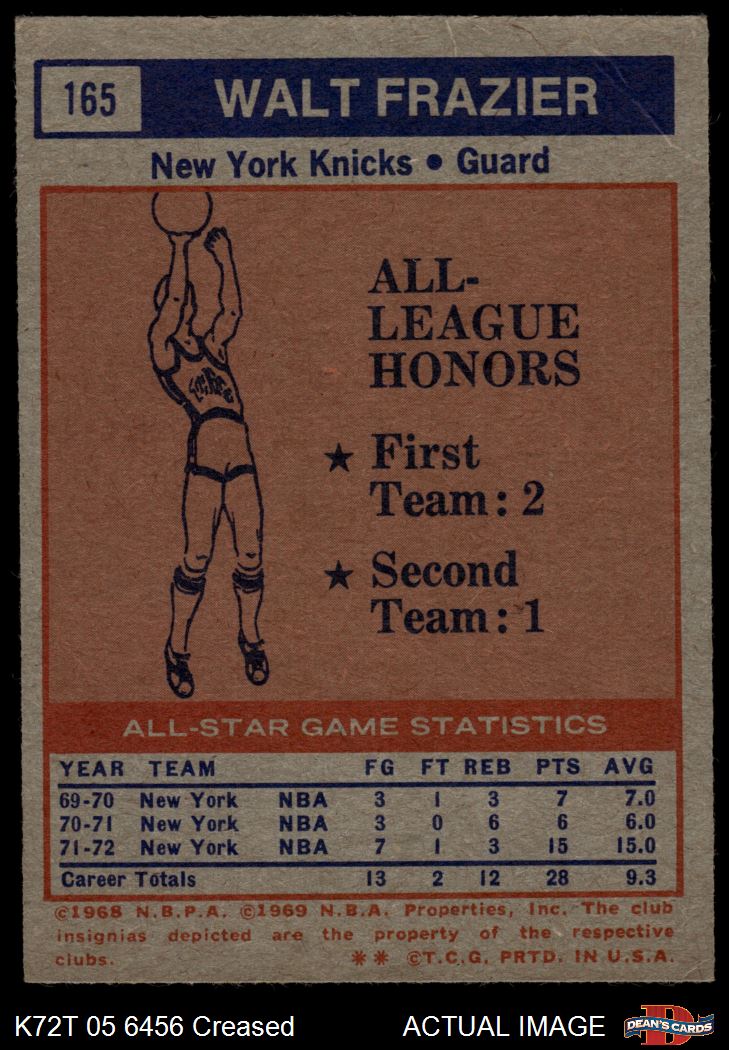 165 WALT FRAZIER
New York Knicks • Guard
ALL-
LEAGUE
HONORS
★ First
Team: 2
★ Second
Team: 1
ALL-STAR GAME STATISTICS
YEAR TEAM FG FT REB PTS AVG
69-70 New York NBA 3 1 3 7 7.0
70-71 New York NBA 3 0 6 6 6.0
71-72 New York NBA 7 1 3 15 15.0
Career Totals 13 2 12 28 9.3
©1968 N.B.P.A. ©1969 N.B.A. Properties, Inc. The club
insignias depicted are the property of the respective
clubs. ** ©T.C.G. PRTD. IN U.S.A.
K72T 05 6456 Creased ACTUAL IMAGE DEAN'S CARDS